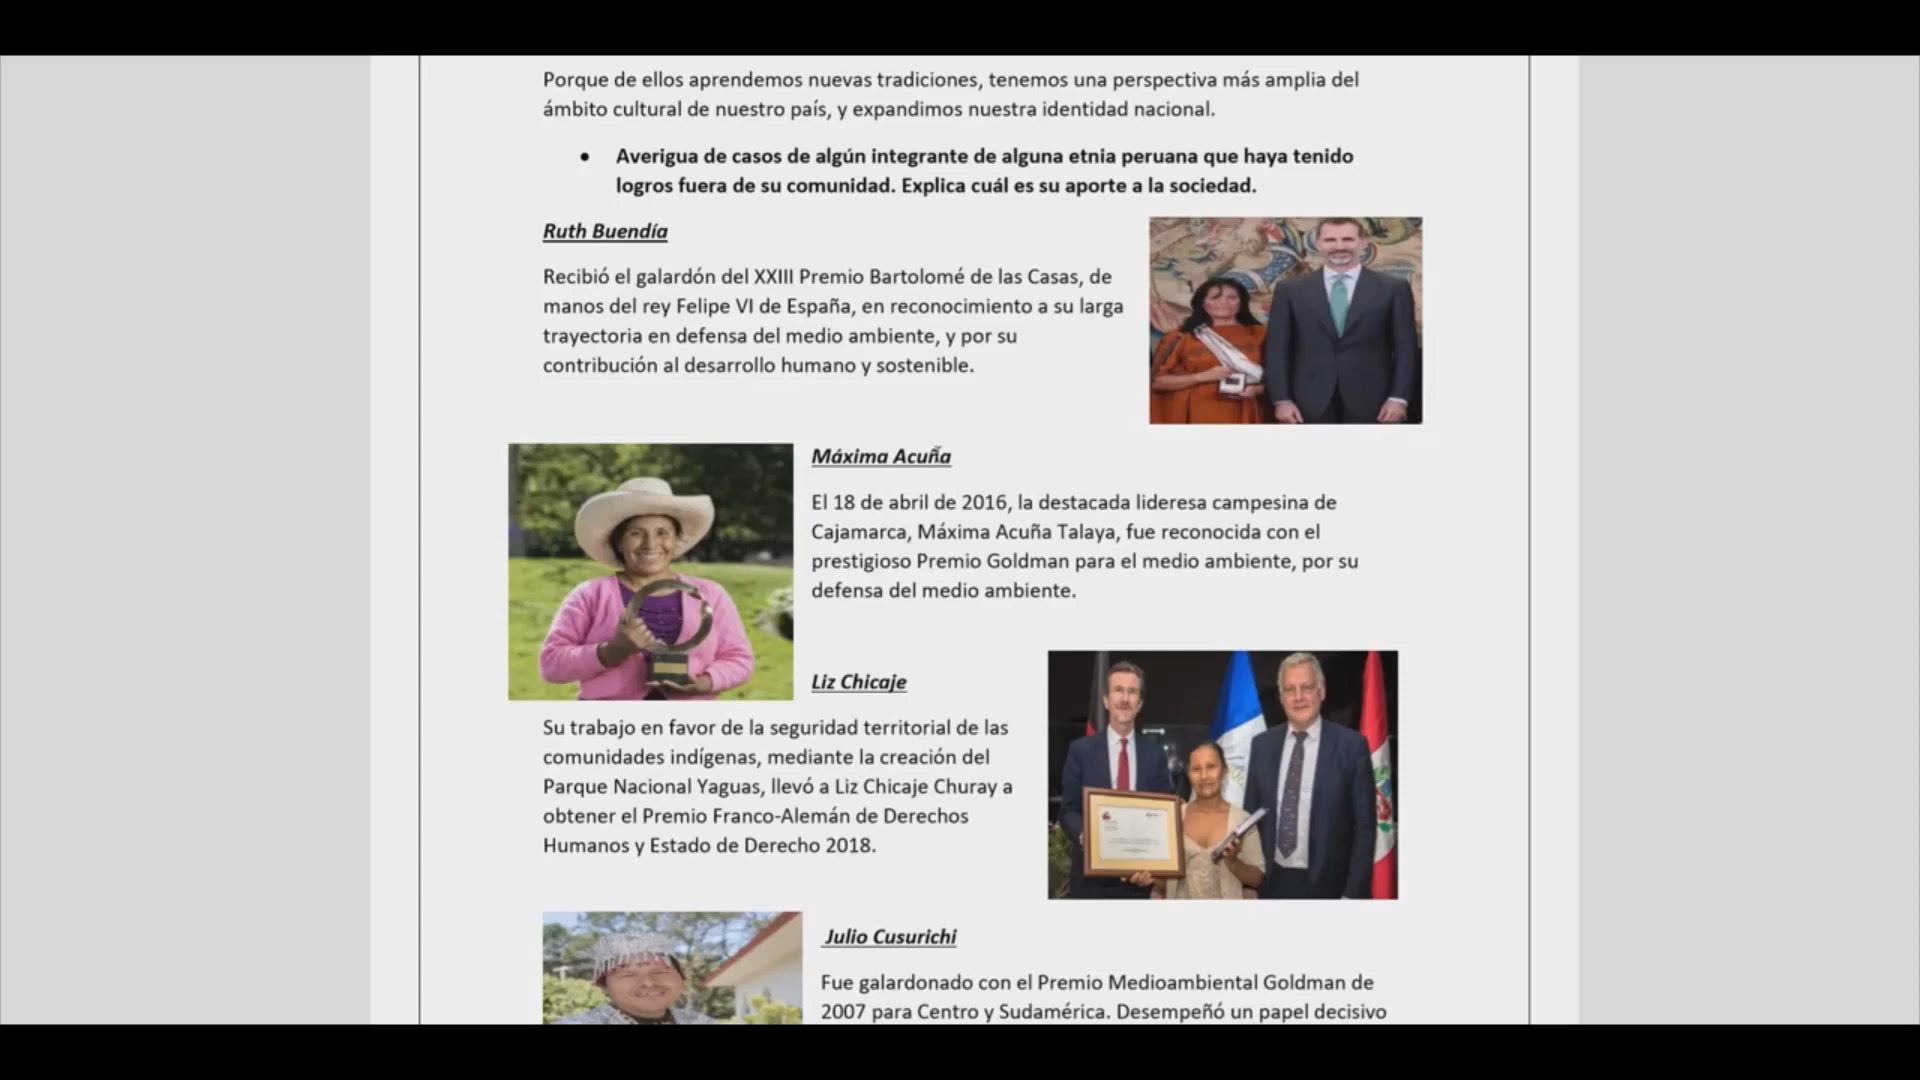 Porque de ellos aprendemos nuevas tradiciones, tenemos una perspectiva más amplia del
ámbito cultural de nuestro país, y expandimos nuestra identidad nacional.
• Averigua de casos de algún integrante de alguna etnia peruana que haya tenido
logros fuera de su comunidad. Explica cuál es su aporte a la sociedad.
Ruth Buendía
Recibió el galardón del XXIII Premio Bartolomé de las Casas, de
manos del rey Felipe VI de España, en reconocimiento a su larga
trayectoria en defensa del medio ambiente, y por su
contribución al desarrollo humano y sostenible.
Máxima Acuña
El 18 de abril de 2016, la destacada lideresa campesina de
Cajamarca, Máxima Acuña Talaya, fue reconocida con el
prestigioso Premio Goldman para el medio ambiente, por su
defensa del medio ambiente.
Liz Chicaje
Su trabajo en favor de la seguridad territorial de las
comunidades indígenas, mediante la creación del
Parque Nacional Yaguas, llevó a Liz Chicaje Churay a
obtener el Premio Franco-Alemán de Derechos
Humanos y Estado de Derecho 2018.
Julio Cusurichi
Fue galardonado con el Premio Medioambiental Goldman de
2007 para Centro y Sudamérica. Desempeñó un papel decisivo